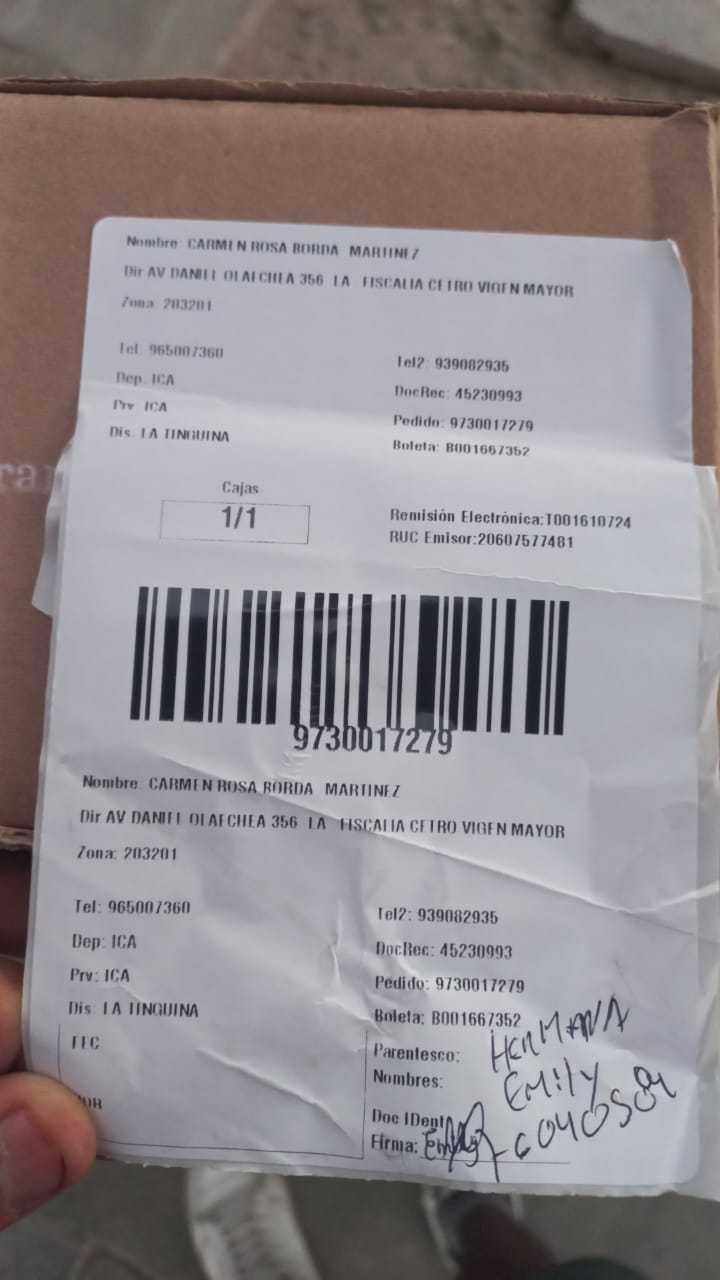 Nombre: CARMEN ROSA BORDA MARTINEZ
Dir AV DANIEL OLAECHEA 356 LA FISCALIA CETRO VIGEN MAYOR
Zona: 203201
Tel: 965007360 Tel2: 939082935
Dep: ICA DocRec: 45230993
Prv: ICA Pedido: 9730017279
Dis: LA TINGUINA Boleta: B001667352
Cajas
1/1
Remisión Electrónica:T001610724
RUC Emisor:20607577481
9730017279
Nombre: CARMEN ROSA BORDA MARTINEZ
Dir AV DANIEL OLAECHEA 356 LA FISCALIA CETRO VIGEN MAYOR
Zona: 203201
Tel: 965007360 Tel2: 939082935
Dep: ICA DocRec: 45230993
Prv: ICA Pedido: 9730017279
Dis: LA TINGUINA Boleta: B001667352
Parentesco: HERMANA
Nombres: Emily
Doc IDent
Firma: